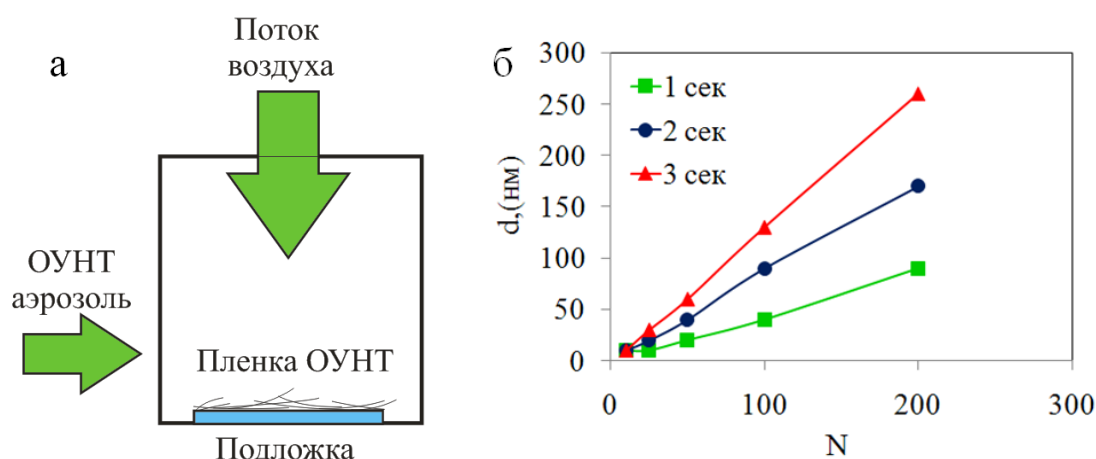 а
Поток
воздуха
ОУНТ
аэрозоль
Пленка ОУНТ
Подложка
б
300
250
200
150
100
50
0
d,(нм)
1 сек
2 сек
3 сек
0 100 200 300
N